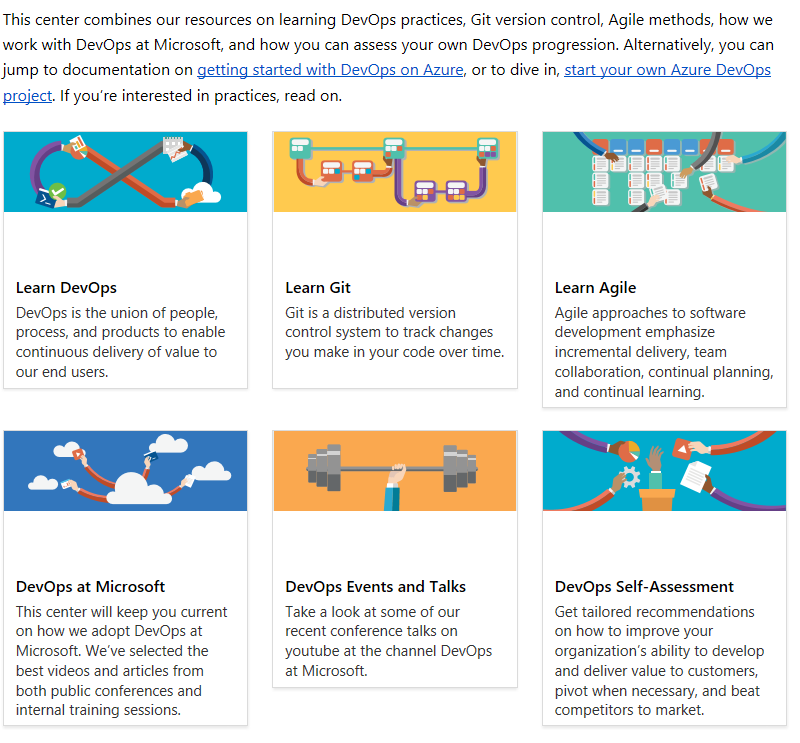 This center combines our resources on learning DevOps practices, Git version control, Agile methods, how we
work with DevOps at Microsoft, and how you can assess your own DevOps progression. Alternatively, you can
jump to documentation on getting started with DevOps on Azure, or to dive in, start your own Azure DevOps
project. If you’re interested in practices, read on.
Learn DevOps
DevOps is the union of people,
process, and products to enable
continuous delivery of value to
our end users.
Learn Git
Git is a distributed version
control system to track changes
you make in your code over time.
Learn Agile
Agile approaches to software
development emphasize
incremental delivery, team
collaboration, continual planning,
and continual learning.
DevOps at Microsoft
This center will keep you current
on how we adopt DevOps at
Microsoft. We’ve selected the
best videos and articles from
both public conferences and
internal training sessions.
DevOps Events and Talks
Take a look at some of our
recent conference talks on
youtube at the channel DevOps
at Microsoft.
DevOps Self-Assessment
Get tailored recommendations
on how to improve your
organization’s ability to develop
and deliver value to customers,
pivot when necessary, and beat
competitors to market.